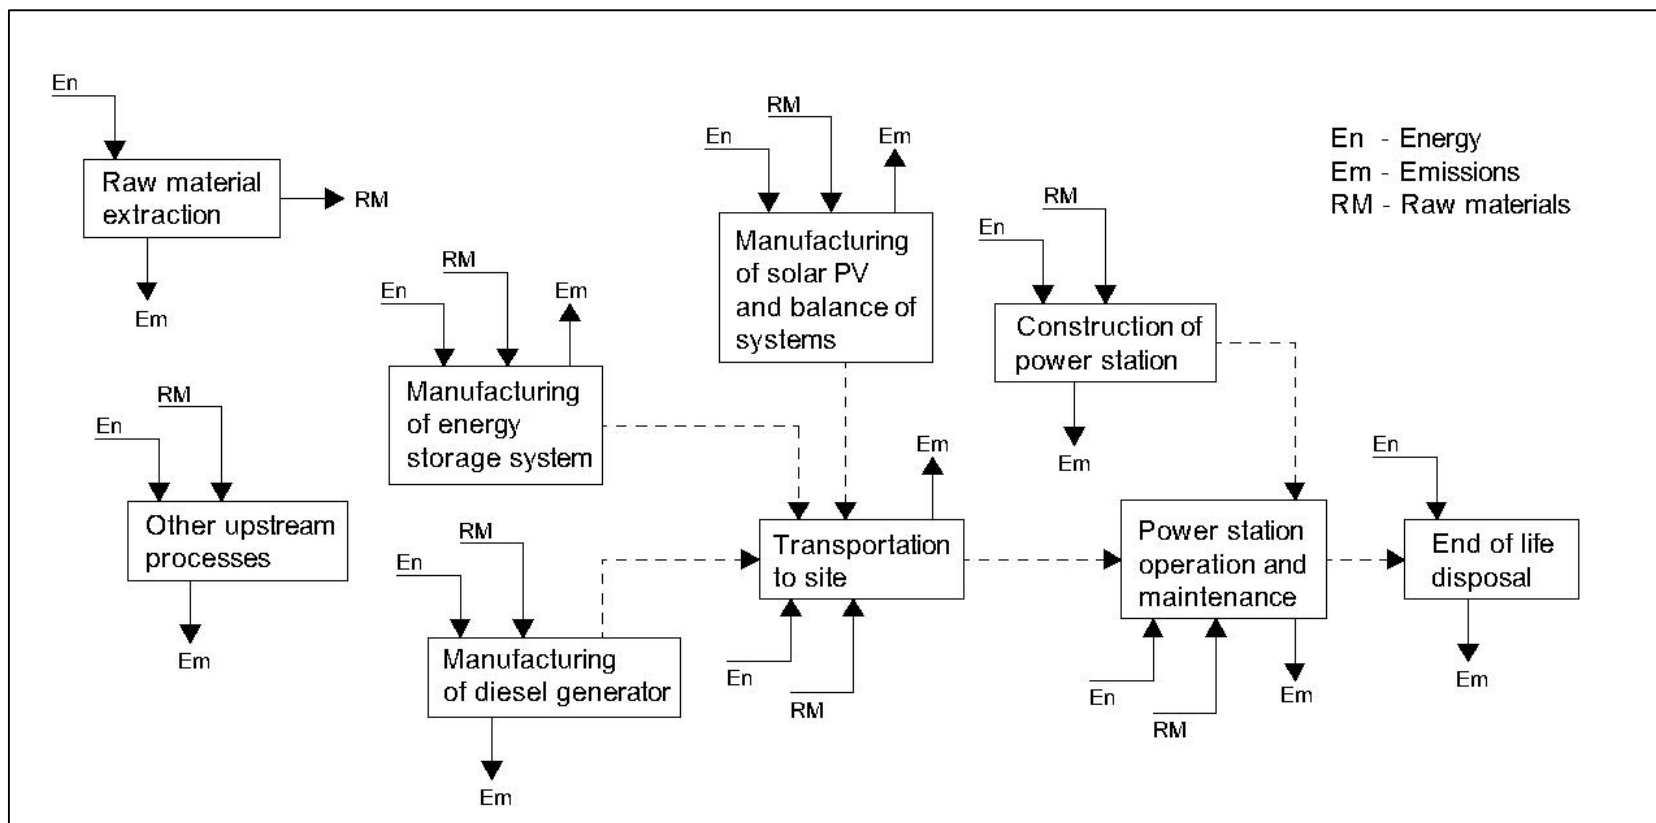 En
Raw material
extraction
RM
Em
RM
En
Other upstream
processes
Em
RM
En
Em
Manufacturing
of energy
storage system
RM
En
Manufacturing
of diesel generator
Em
RM
En
Em
Manufacturing
of solar PV
and balance of
systems
Em
Transportation
to site
En
RM
RM
En
Construction of
power station
Em
Power station
operation and
maintenance
En
RM
Em
En
End of life
disposal
Em
En - Energy
Em - Emissions
RM - Raw materials